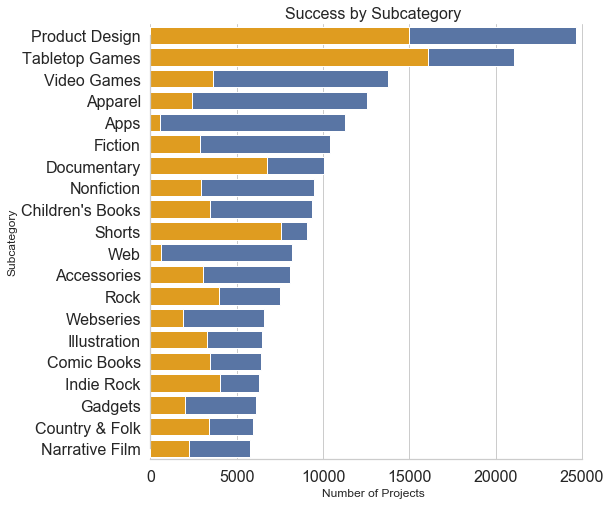 Success by Subcategory
Product Design
Tabletop Games
Video Games
Apparel
Apps
Fiction
Documentary
Nonfiction
Children's Books
Shorts
Web
Accessories
Rock
Webseries
Illustration
Comic Books
Indie Rock
Gadgets
Country & Folk
Narrative Film
Subcategory
0 5000 10000 15000 20000 25000
Number of Projects